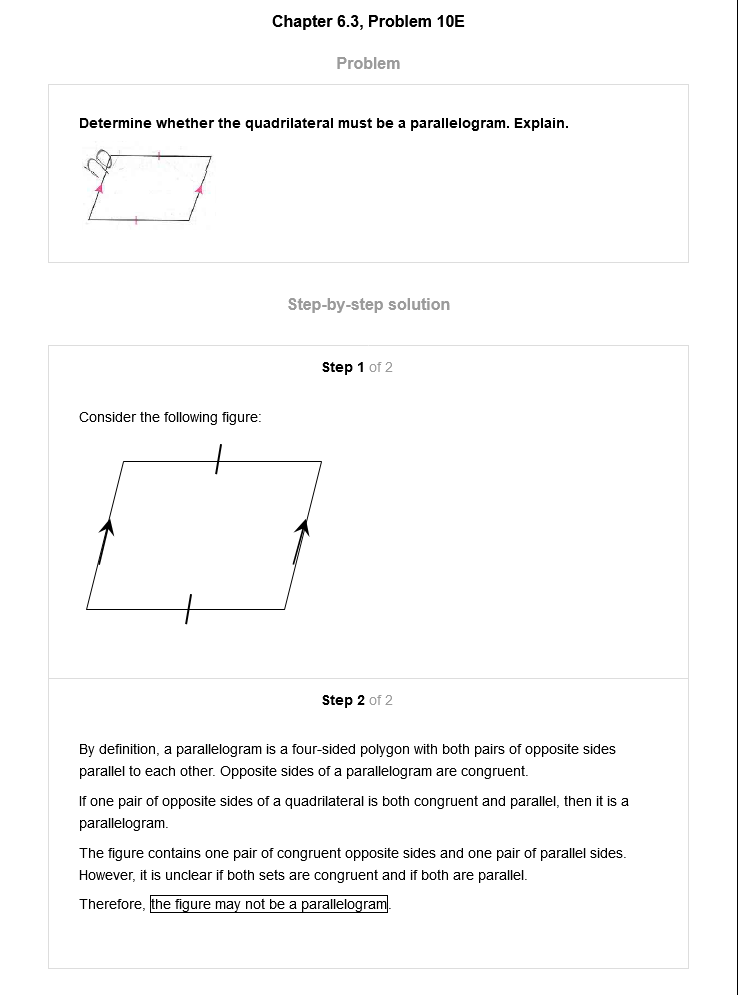 Chapter 6.3, Problem 10E
Problem
Determine whether the quadrilateral must be a parallelogram. Explain.
no
Step-by-step solution
Step 1 of 2
Consider the following figure:
Step 2 of 2
By definition, a parallelogram is a four-sided polygon with both pairs of opposite sides
parallel to each other. Opposite sides of a parallelogram are congruent.
If one pair of opposite sides of a quadrilateral is both congruent and parallel, then it is a
parallelogram.
The figure contains one pair of congruent opposite sides and one pair of parallel sides.
However, it is unclear if both sets are congruent and if both are parallel.
Therefore, the figure may not be a parallelogram.